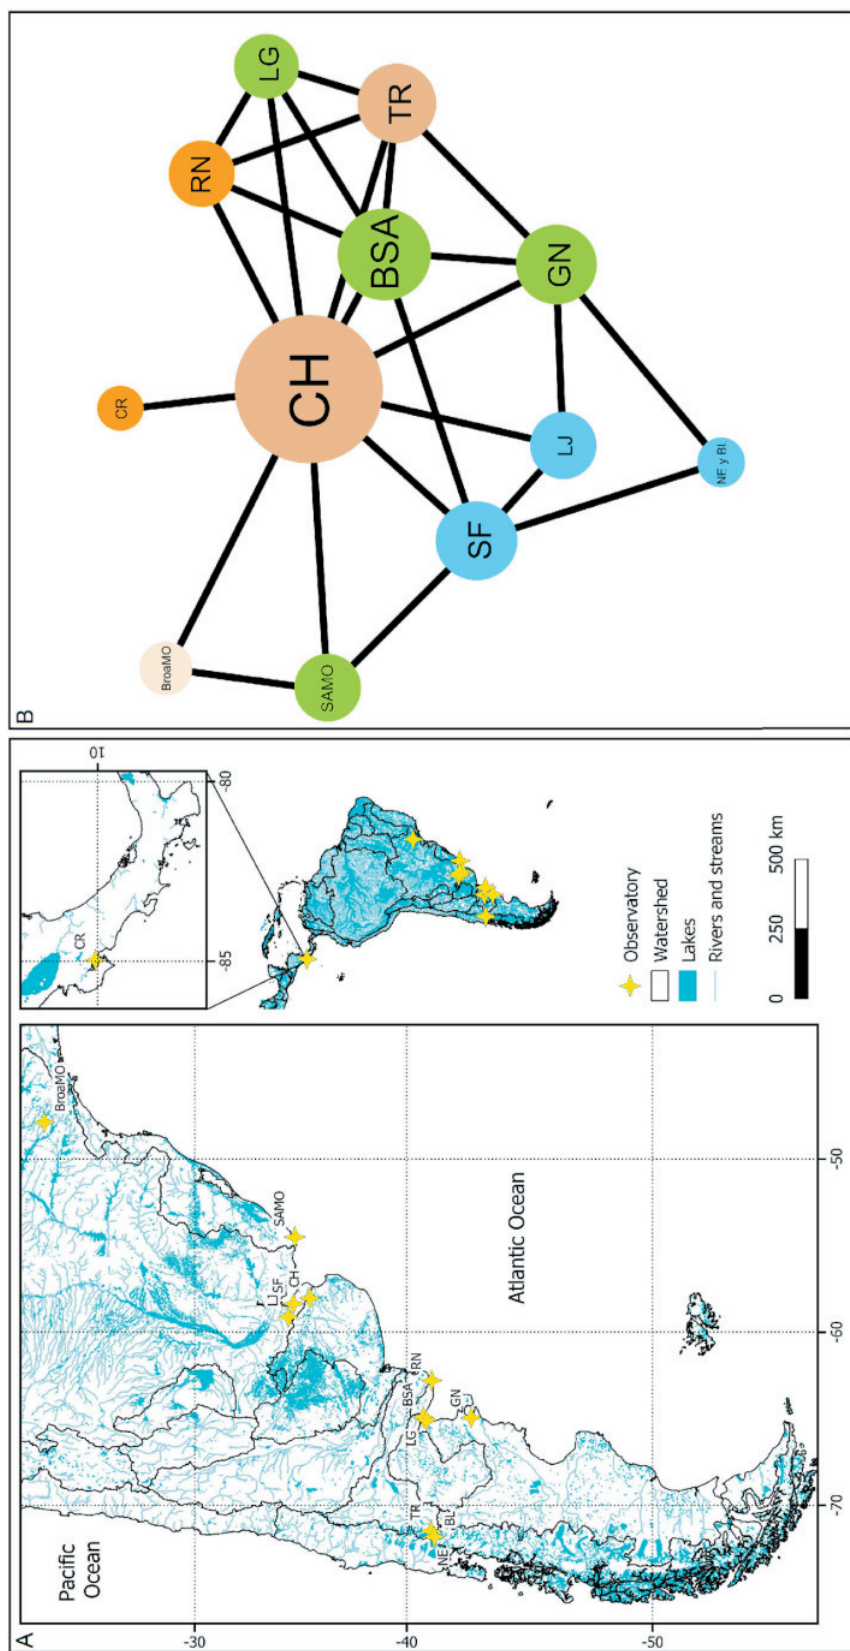 A
Pacific
Ocean
Atlantic Ocean
BroaMO
SAMO
LJ
SF
CH
RN
BSA
LG
GN
TR
BL
NE
-30
-40
-50
-70
-60
-50
CR
10
-85
-80
Observatory
Watershed
Lakes
Rivers and streams
0
250
500 km
B
BroaMO
SAMO
CR
CH
SF
LJ
NE y BL
RN
LG
BSA
TR
GN